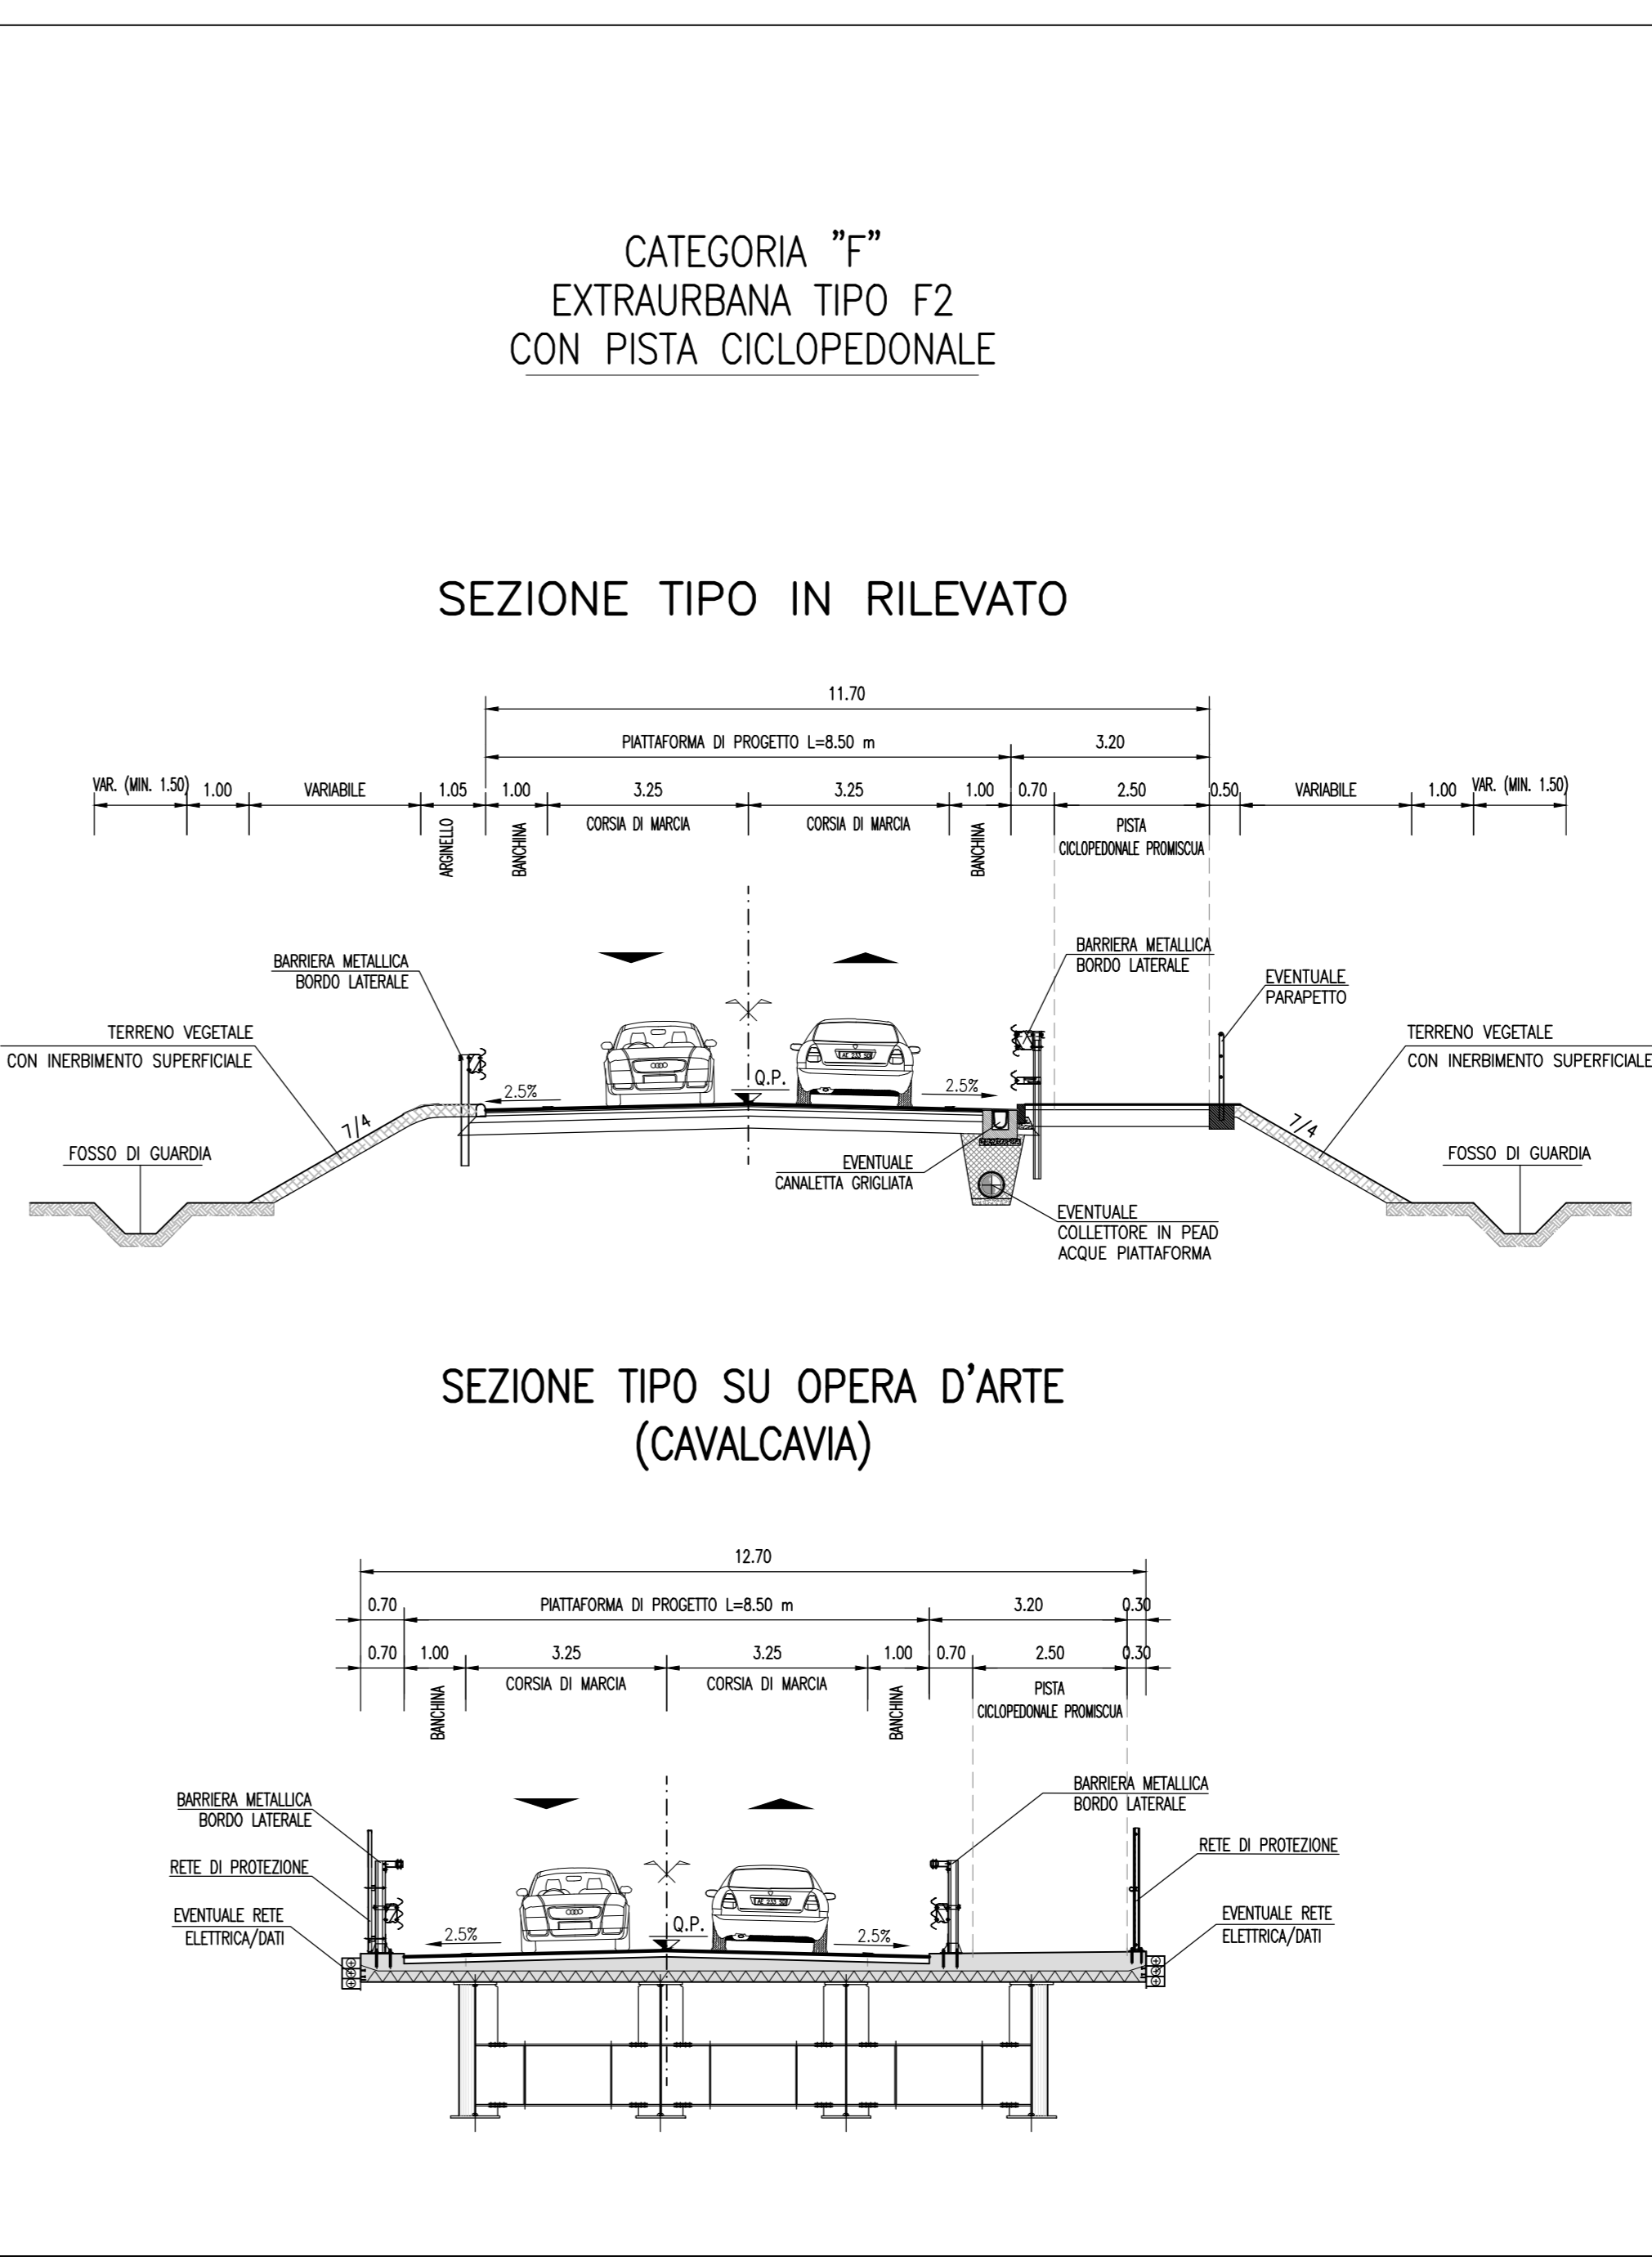 CATEGORIA "F"
EXTRAURBANA TIPO F2
CON PISTA CICLOPEDONALE
SEZIONE TIPO IN RILEVATO
11.70
PIATTAFORMA DI PROGETTO L=8.50 m
3.20
VAR. (MIN. 1.50)
1.00
VARIABILE
1.05
1.00
3.25
3.25
1.00
0.70
2.50
0.50
VARIABILE
1.00
VAR. (MIN. 1.50)
ARGINELLO
BANCHINA
CORSIA DI MARCIA
CORSIA DI MARCIA
BANCHINA
PISTA
CICLOPEDONALE PROMISCUA
BARRIERA METALLICA
BORDO LATERALE
BARRIERA METALLICA
BORDO LATERALE
EVENTUALE
PARAPETTO
TERRENO VEGETALE
CON INERBIMENTO SUPERFICIALE
TERRENO VEGETALE
CON INERBIMENTO SUPERFICIALE
2.5%
Q.P.
2.5%
7/4
7/4
FOSSO DI GUARDIA
FOSSO DI GUARDIA
EVENTUALE
CANALETTA GRIGLIATA
EVENTUALE
COLLETTORE IN PEAD
ACQUE PIATTAFORMA
SEZIONE TIPO SU OPERA D'ARTE
(CAVALCAVIA)
12.70
0.70
PIATTAFORMA DI PROGETTO L=8.50 m
3.20
0.30
0.70
1.00
3.25
3.25
1.00
0.70
2.50
0.30
BANCHINA
CORSIA DI MARCIA
CORSIA DI MARCIA
BANCHINA
PISTA
CICLOPEDONALE PROMISCUA
BARRIERA METALLICA
BORDO LATERALE
BARRIERA METALLICA
BORDO LATERALE
RETE DI PROTEZIONE
RETE DI PROTEZIONE
EVENTUALE RETE
ELETTRICA/DATI
EVENTUALE RETE
ELETTRICA/DATI
2.5%
Q.P.
2.5%